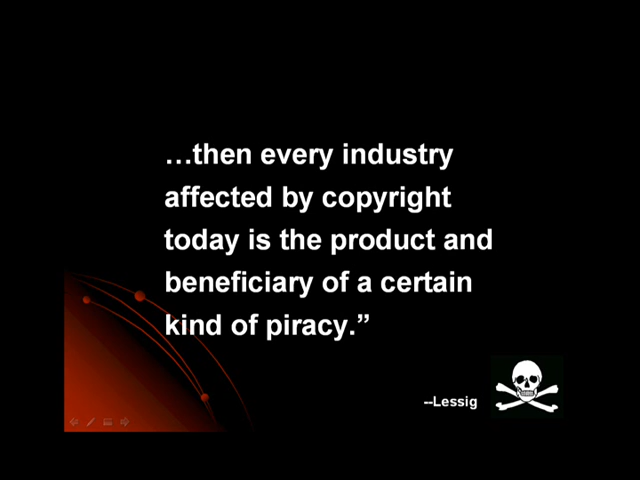 …then every industry
affected by copyright
today is the product and
beneficiary of a certain
kind of piracy.”
--Lessig